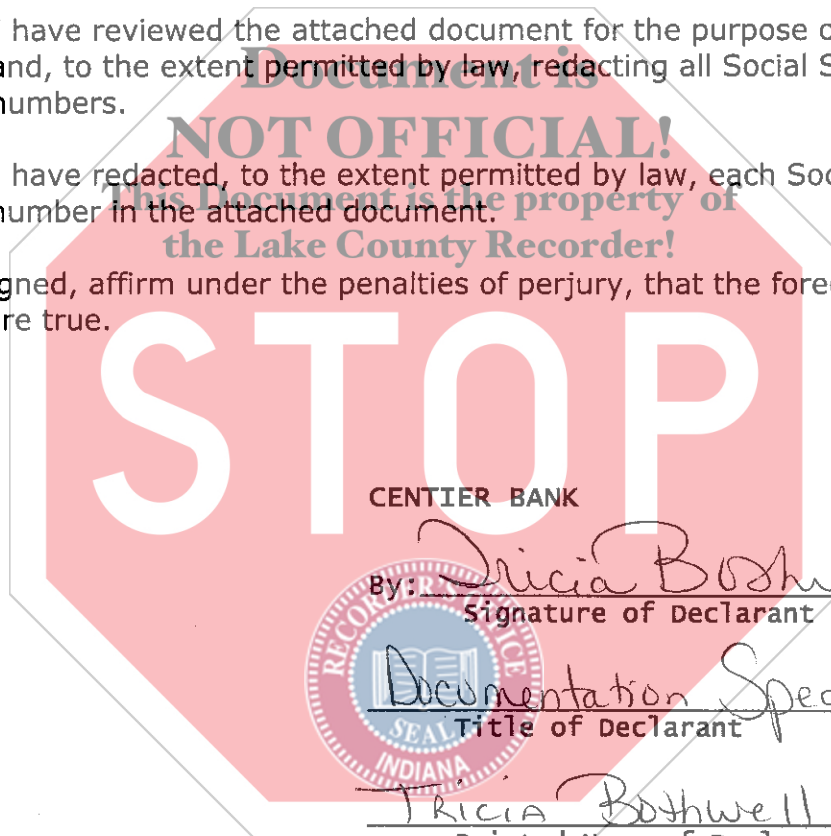 have reviewed the attached document for the purpose o
and, to the extent permitted by law, redacting all Social S
numbers.
Document is
NOT OFFICIAL!
This Document is the property of
the Lake County Recorder!
have redacted, to the extent permitted by law, each Soc
number in the attached document.
gned, affirm under the penalties of perjury, that the fore
re true.
STOP
CENTIER BANK
By: Tricia Bothw
Signature of Declarant
Documentation Spec
Title of Declarant
RECORDER'S OFFICE
SEAL
INDIANA
Tricia Bothwell